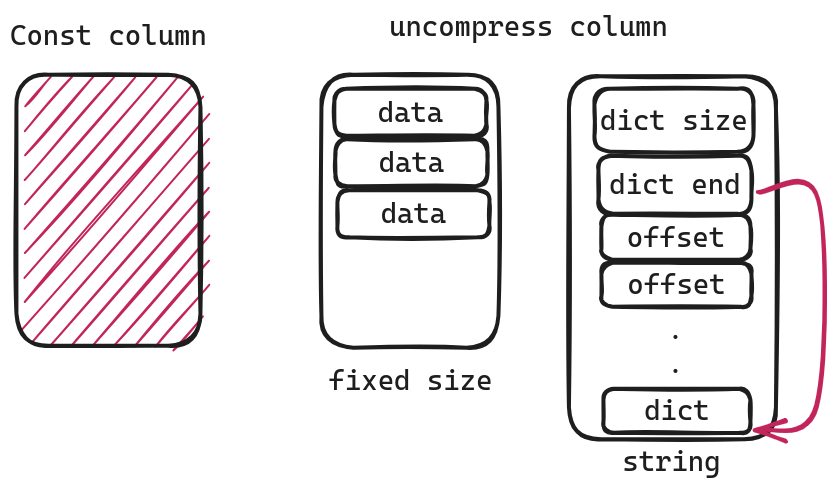 Const column
uncompress column
data
data
data
fixed size
dict size
dict end
offset
offset
.
.
dict
string